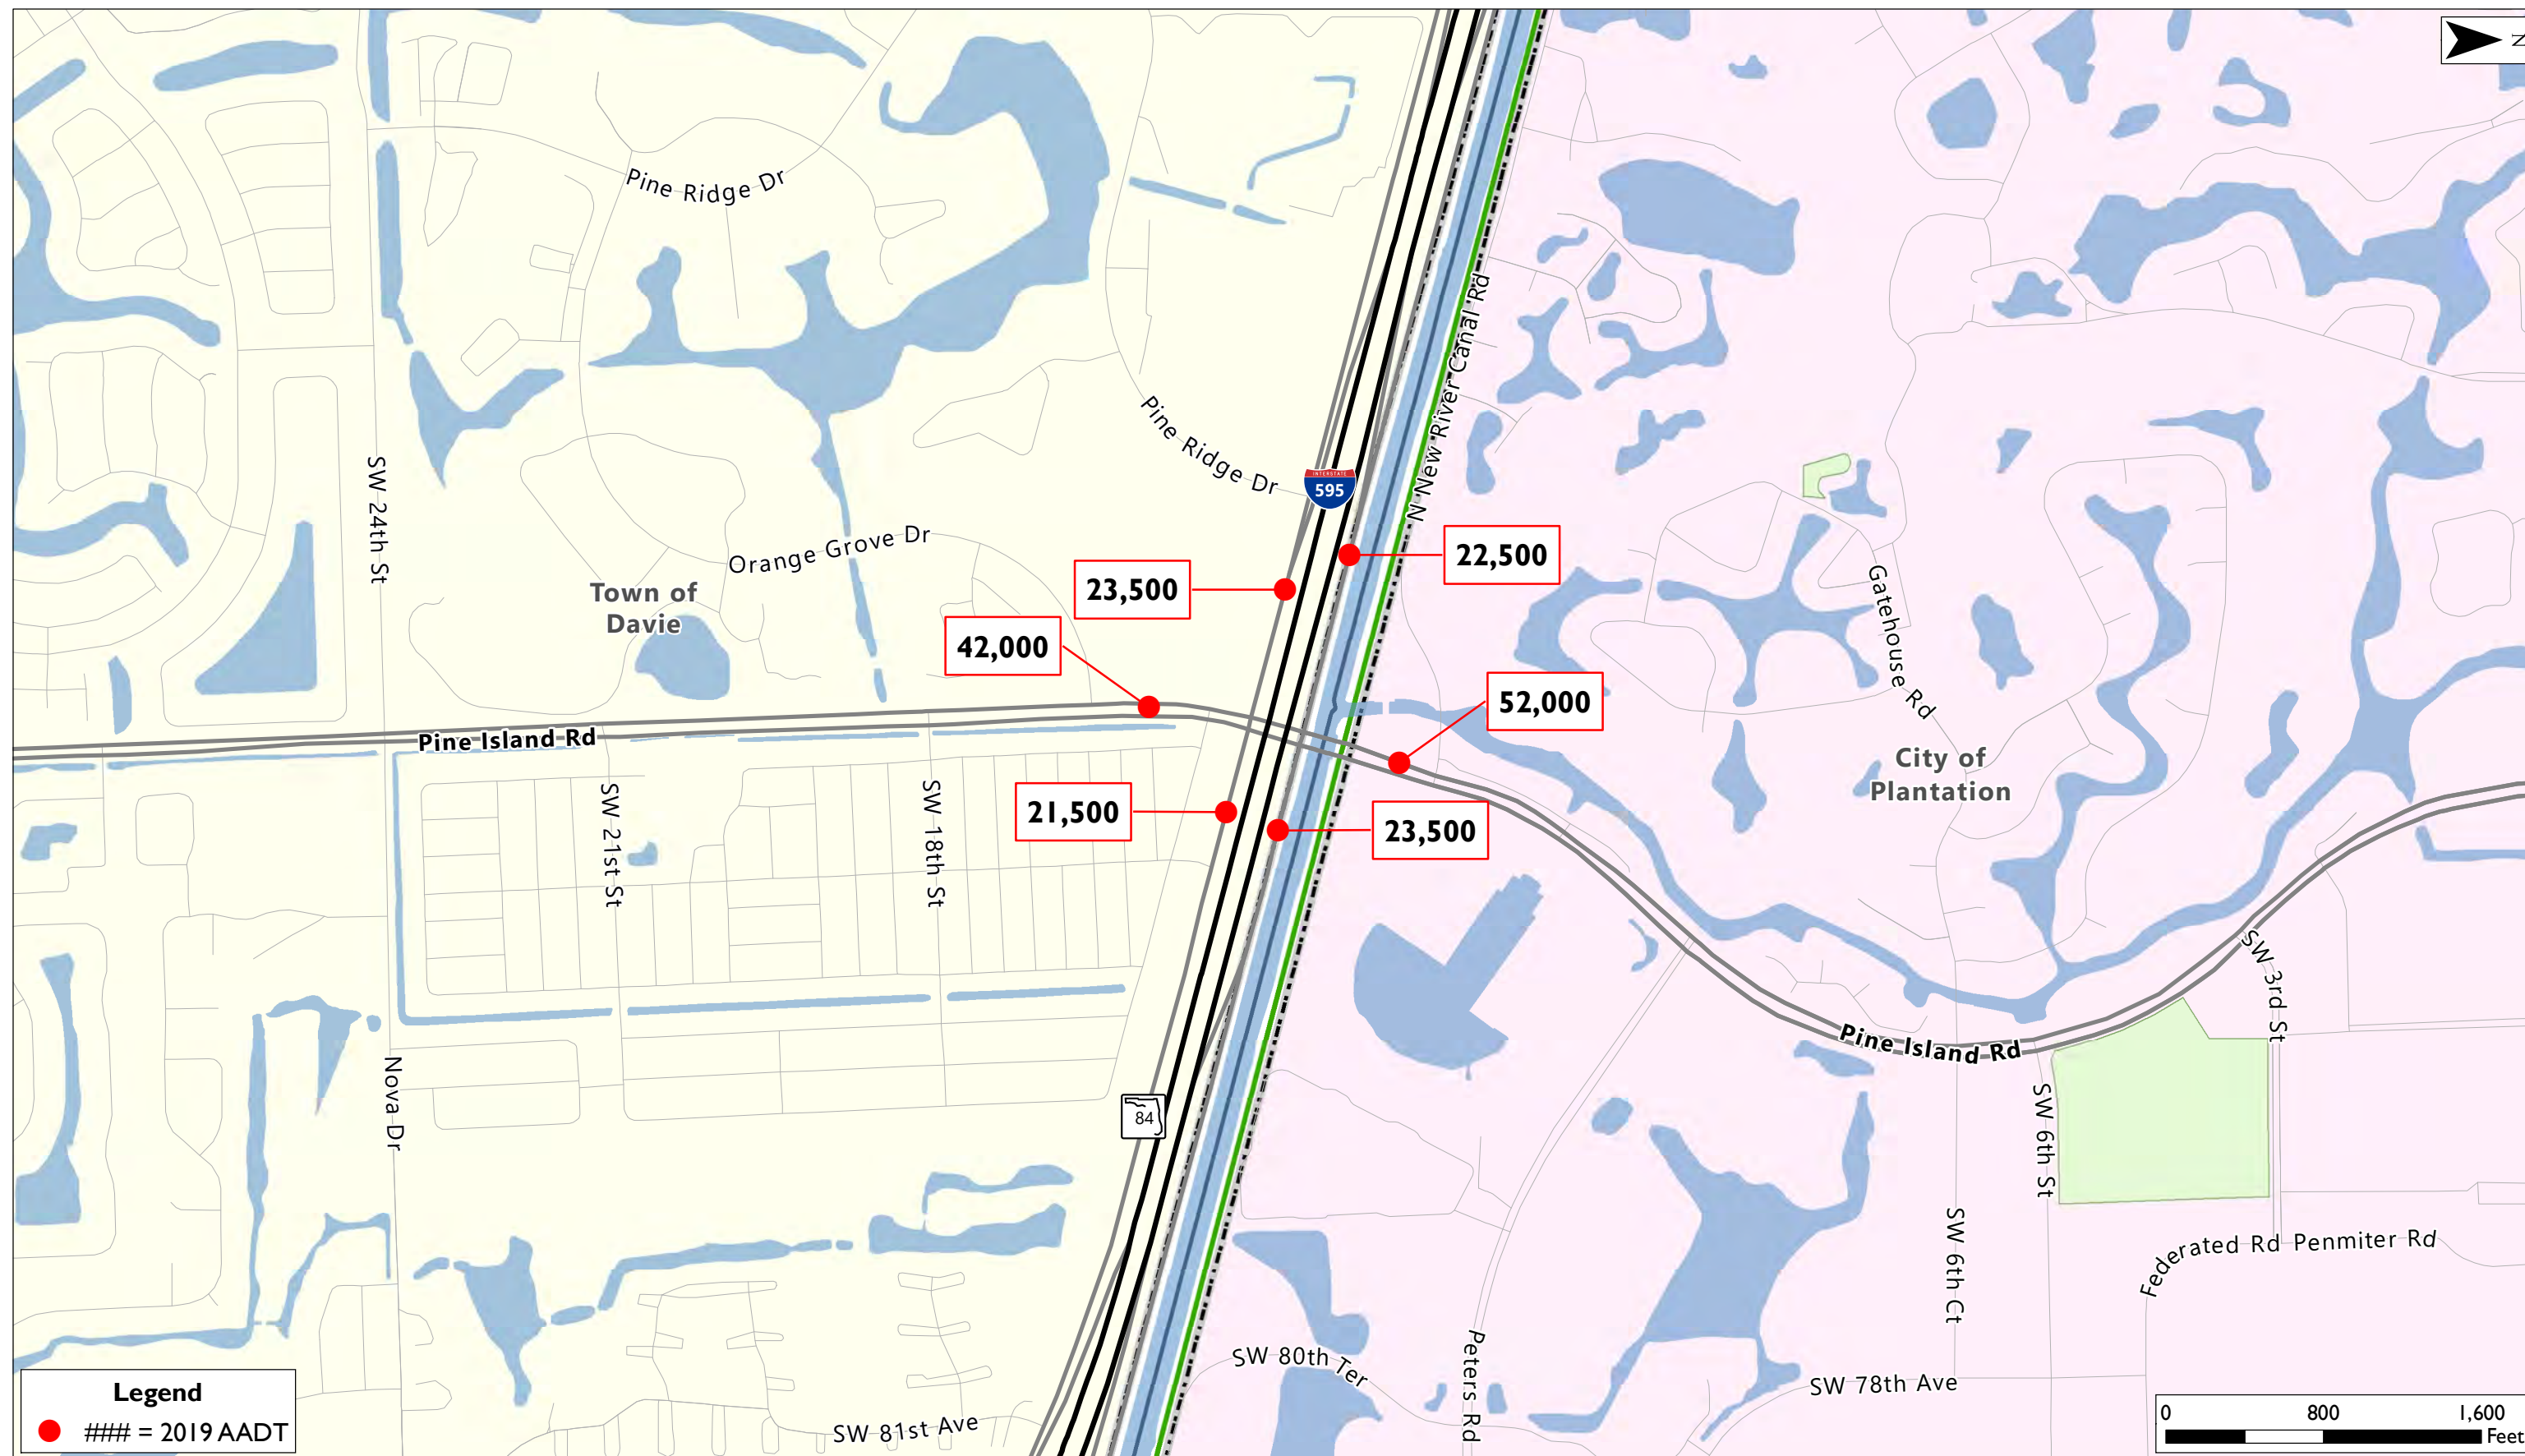 N
Pine Ridge Dr
N New River Canal Rd
Pine Ridge Dr
INTERSTATE
595
SW 24th St
Orange Grove Dr
22,500
23,500
Town of
Davie
42,000
Gatehouse Rd
52,000
Pine Island Rd
City of
Plantation
SW 21st St
SW 18th St
21,500
23,500
SW 3rd St
Pine Island Rd
Nova Dr
84
SW 6th St
SW 6th Ct
Federated Rd Penmiter Rd
SW 80th Ter
Peters Rd
SW 78th Ave
SW 81st Ave
Legend
### = 2019 AADT
0 800 1,600
Feet